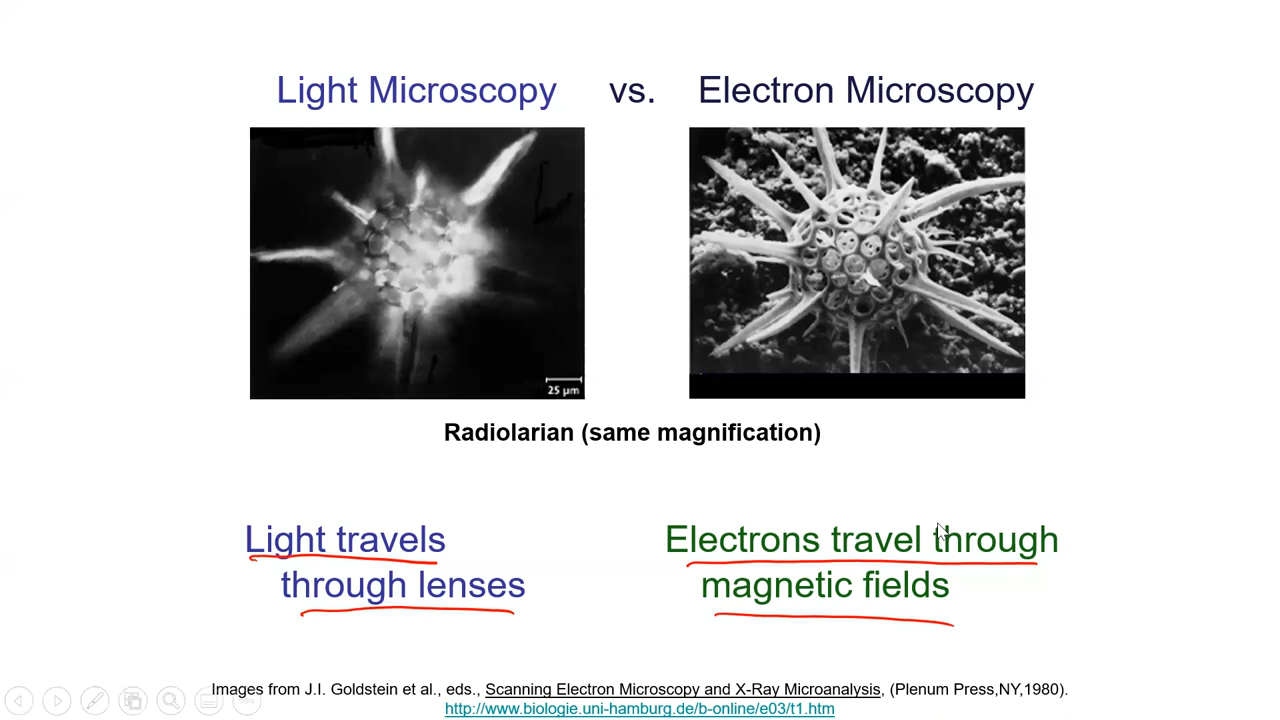 Light Microscopy vs. Electron Microscopy
25 µm
Radiolarian (same magnification)
Light travels
through lenses
Electrons travel through
magnetic fields
Images from J.I. Goldstein et al., eds., Scanning Electron Microscopy and X-Ray Microanalysis, (Plenum Press,NY,1980).
http://www.biologie.uni-hamburg.de/b-online/e03/t1.htm